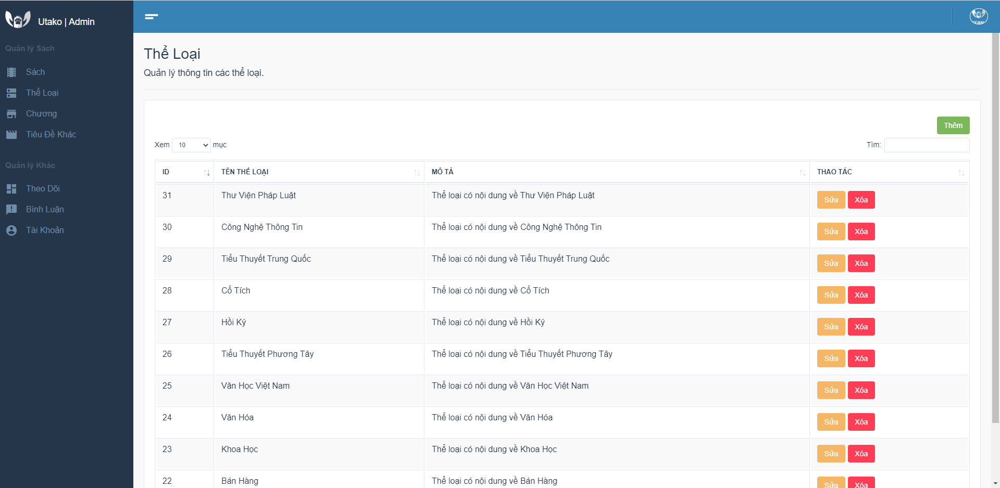 Utako | Admin
Quản lý Sách
Sách
Thể Loại
Chương
Tiêu Đề Khác
Quản lý Khác
Theo Dõi
Bình Luận
Tài Khoản
Thể Loại
Quản lý thông tin các thể loại.
Thêm
Xem 10 mục
Tìm:
ID TÊN THỂ LOẠI MÔ TẢ THAO TÁC
31 Thư Viện Pháp Luật Thể loại có nội dung về Thư Viện Pháp Luật Sửa Xóa
30 Công Nghệ Thông Tin Thể loại có nội dung về Công Nghệ Thông Tin Sửa Xóa
29 Tiểu Thuyết Trung Quốc Thể loại có nội dung về Tiểu Thuyết Trung Quốc Sửa Xóa
28 Cổ Tích Thể loại có nội dung về Cổ Tích Sửa Xóa
27 Hồi Ký Thể loại có nội dung về Hồi Ký Sửa Xóa
26 Tiểu Thuyết Phương Tây Thể loại có nội dung về Tiểu Thuyết Phương Tây Sửa Xóa
25 Văn Học Việt Nam Thể loại có nội dung về Văn Học Việt Nam Sửa Xóa
24 Văn Hóa Thể loại có nội dung về Văn Hóa Sửa Xóa
23 Khoa Học Thể loại có nội dung về Khoa Học Sửa Xóa
22 Bán Hàng Thể loại có nội dung về Bán Hàng Sửa Xóa